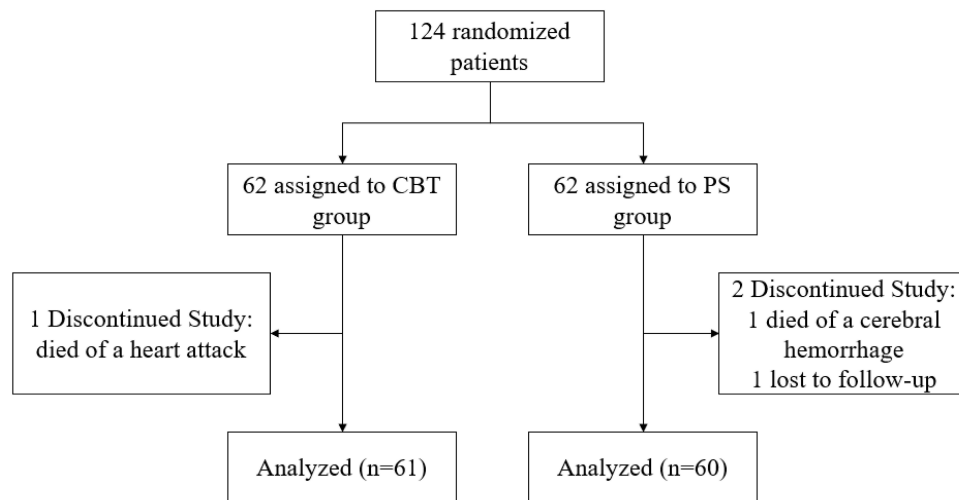 124 randomized
patients
62 assigned to CBT
group
62 assigned to PS
group
1 Discontinued Study:
died of a heart attack
2 Discontinued Study:
1 died of a cerebral
hemorrhage
1 lost to follow-up
Analyzed (n=61)
Analyzed (n=60)